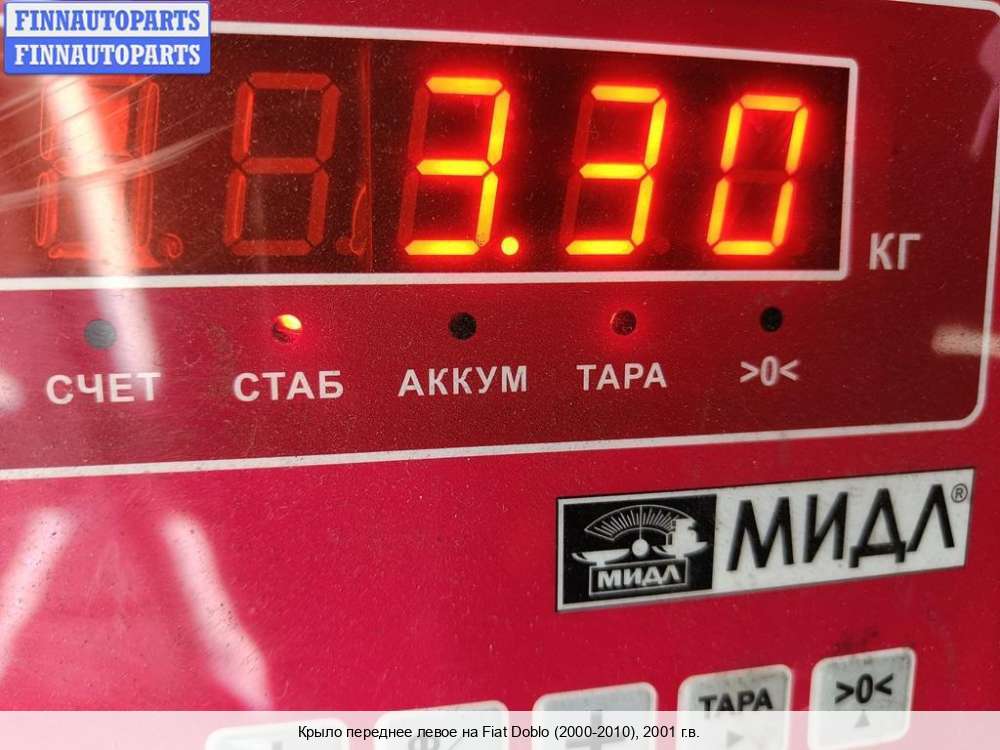 FINNAUTOPARTS
FINNAUTOPARTS
3.30
КГ
СЧЕТ СТАБ АККУМ ТАРА >0<
МИДЛ МИДЛ®
ТАРА >0<
Крыло переднее левое на Fiat Doblo (2000-2010), 2001 г.в.